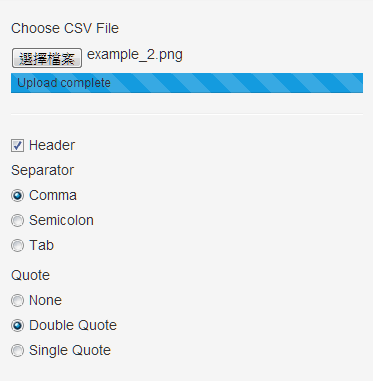 Choose CSV File
選擇檔案 example_2.png
Upload complete
Header
Separator
Comma
Semicolon
Tab
Quote
None
Double Quote
Single Quote